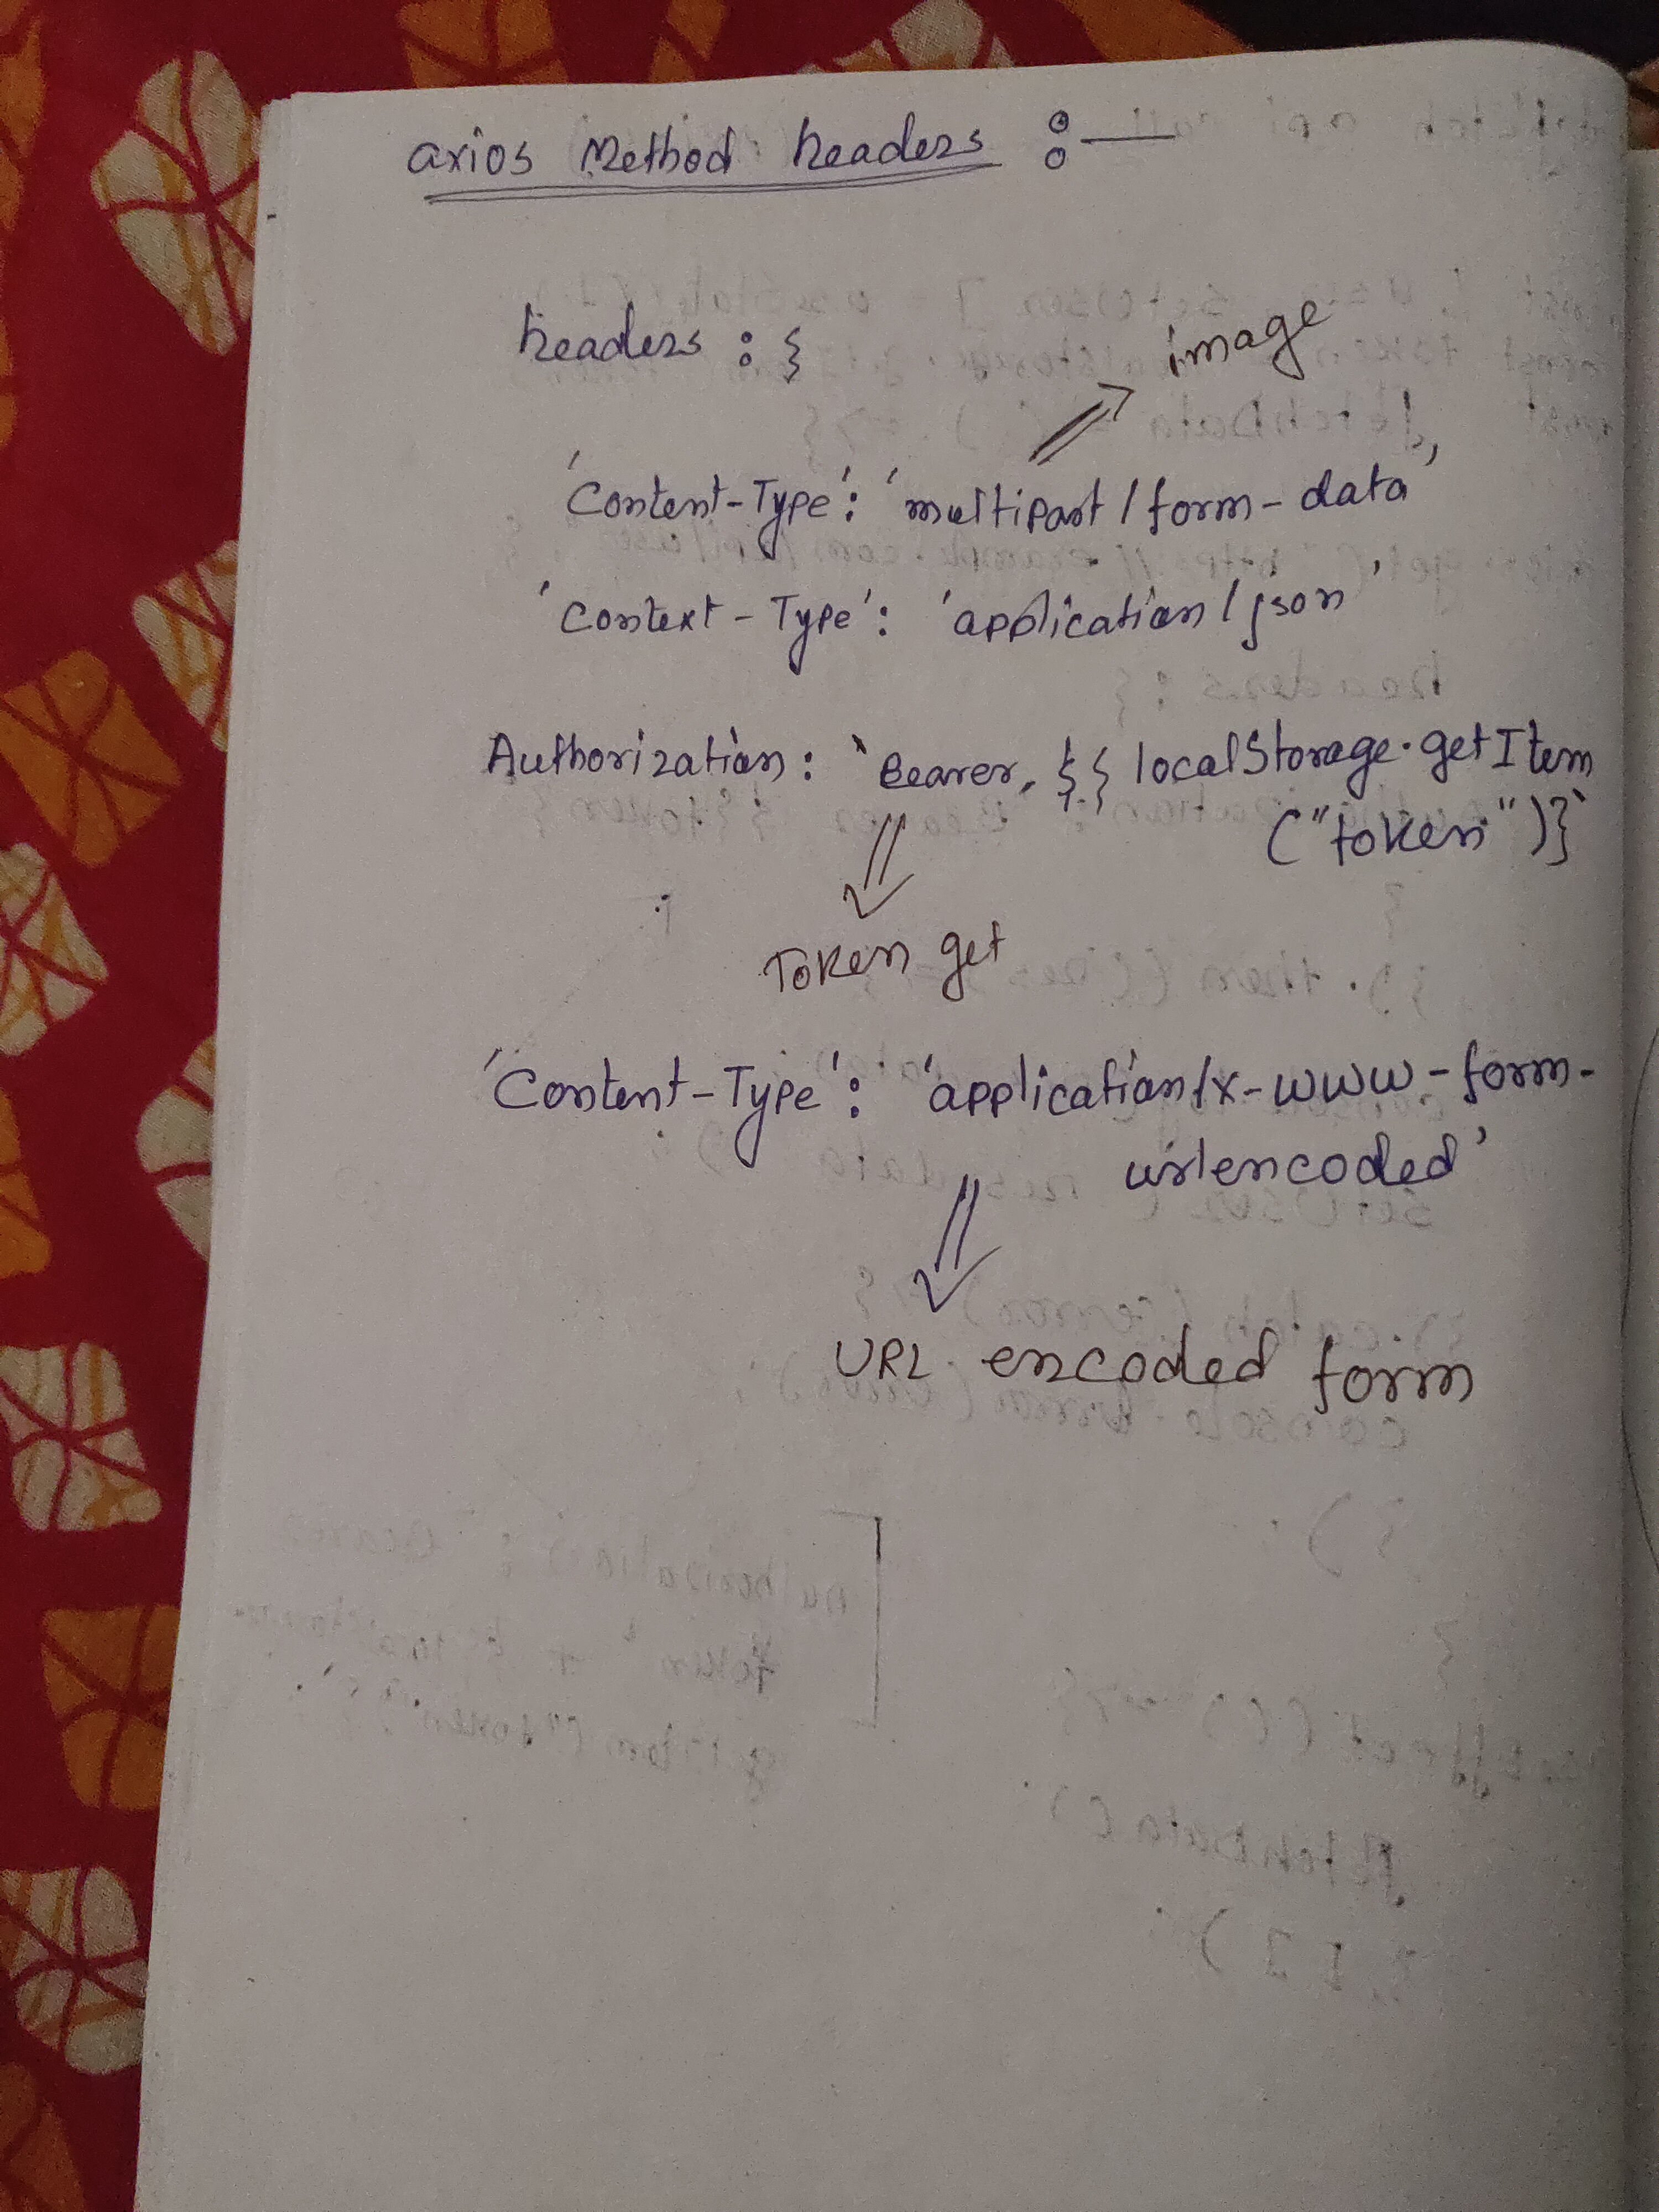 axios Method headers :—
headers : {
image
'Content-Type': 'multipart/form-data',
'Context-Type': 'application/json'
Authorization: `Bearer, ${ localStorage.getItem
("token")}`
Token get
'Content-Type': 'application/x-www-form-
urlencoded'
URL encoded form